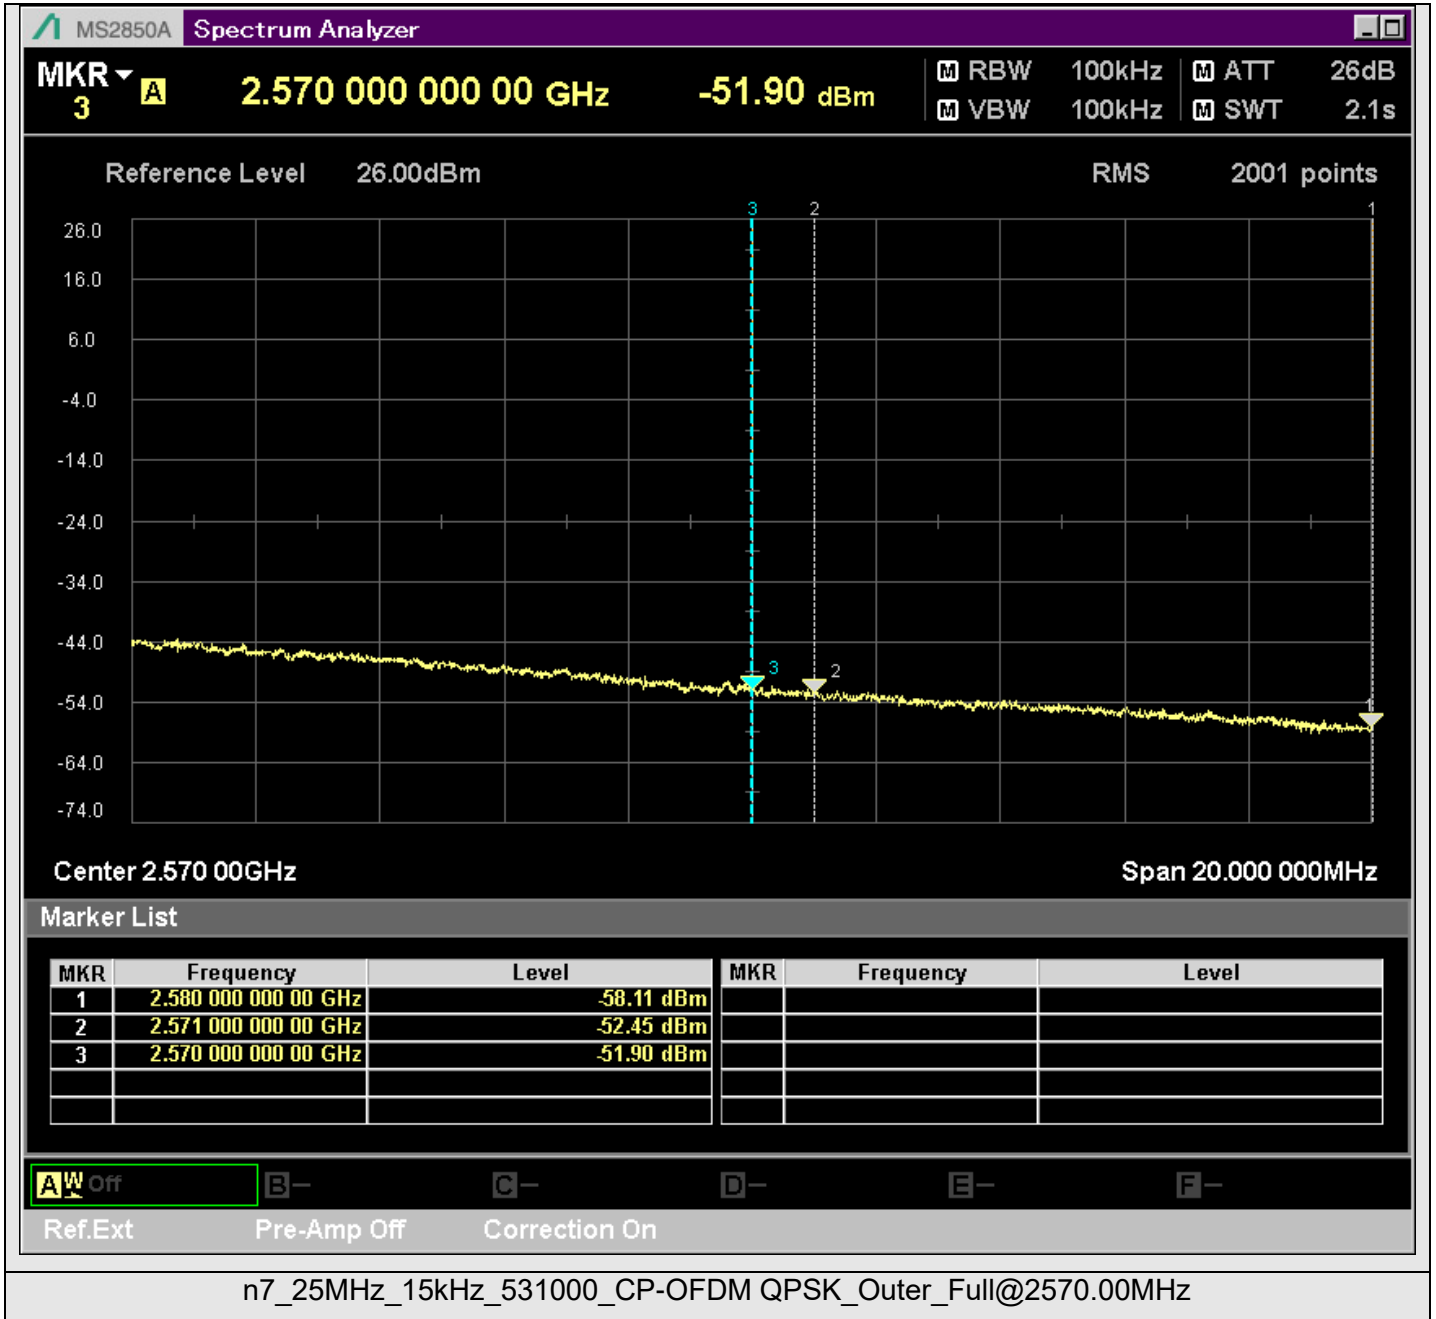 MS2850A Spectrum Analyzer
MKR A 2.570 000 000 00 GHz -51.90 dBm M RBW 100kHz M ATT 26dB
3 M VBW 100kHz M SWT 2.1s
Reference Level 26.00dBm RMS 2001 points
3 2 1
26.0
16.0
6.0
-4.0
-14.0
-24.0
-34.0
-44.0
3 2
-54.0
1
-64.0
-74.0
Center 2.570 00GHz Span 20.000 000MHz
Marker List
MKR Frequency Level MKR Frequency Level
1 2.580 000 000 00 GHz -58.11 dBm
2 2.571 000 000 00 GHz -52.45 dBm
3 2.570 000 000 00 GHz -51.90 dBm
A W Off B — C — D — E — F —
Ref.Ext Pre-Amp Off Correction On
n7_25MHz_15kHz_531000_CP-OFDM QPSK_Outer_Full@2570.00MHz